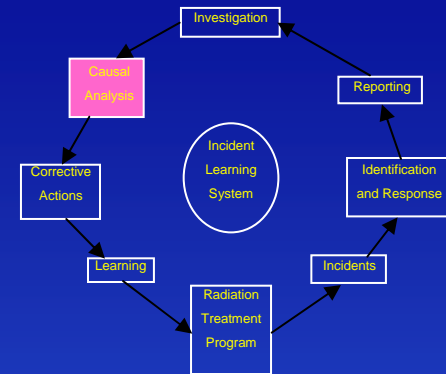 Investigation
Causal
Analysis
Reporting
Incident
Learning
System
Corrective
Actions
Identification
and Response
Learning
Incidents
Radiation
Treatment
Program